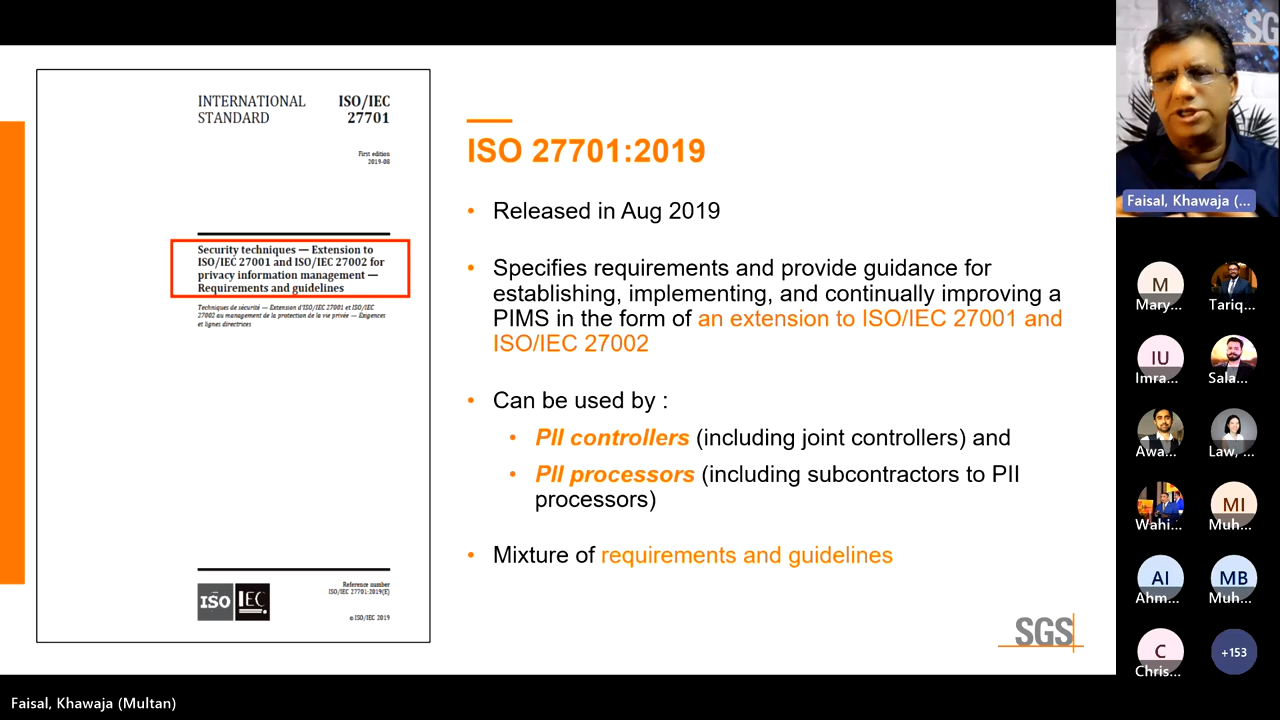 INTERNATIONAL STANDARD
ISO/IEC 27701
First edition
2019-08
Security techniques — Extension to
ISO/IEC 27001 and ISO/IEC 27002 for
privacy information management —
Requirements and guidelines
Techniques de sécurité — Extension d'ISO/IEC 27001 et ISO/IEC
27002 au management de la protection de la vie privée — Exigences
et lignes directrices
ISO
IEC
Reference number
ISO/IEC 27701:2019(E)
© ISO/IEC 2019
ISO 27701:2019
• Released in Aug 2019
• Specifies requirements and provide guidance for
establishing, implementing, and continually improving a
PIMS in the form of an extension to ISO/IEC 27001 and
ISO/IEC 27002
• Can be used by :
• PII controllers (including joint controllers) and
• PII processors (including subcontractors to PII
processors)
• Mixture of requirements and guidelines
SGS
SG
Faisal, Khawaja (...
M
Mary...
Tariq...
IU
Imra...
Sala...
Awa...
Law, ...
Wahi...
MI
Muh...
AI
Ahm...
MB
Muh...
C
Chris...
+153
Faisal, Khawaja (Multan)